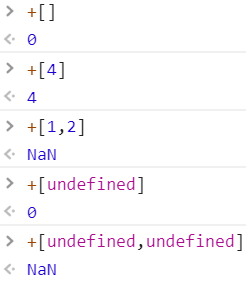 > +[]
<· 0
> +[4]
<· 4
> +[1,2]
<· NaN
> +[undefined]
<· 0
> +[undefined,undefined]
<· NaN